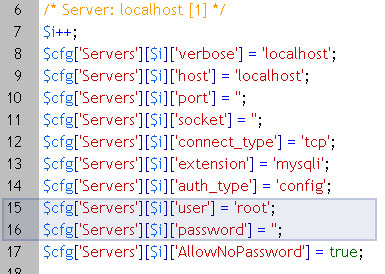 6 /* Server: localhost [1] */
7 $i++;
8 $cfg['Servers'][$i]['verbose'] = 'localhost';
9 $cfg['Servers'][$i]['host'] = 'localhost';
10 $cfg['Servers'][$i]['port'] = '';
11 $cfg['Servers'][$i]['socket'] = '';
12 $cfg['Servers'][$i]['connect_type'] = 'tcp';
13 $cfg['Servers'][$i]['extension'] = 'mysqli';
14 $cfg['Servers'][$i]['auth_type'] = 'config';
15 $cfg['Servers'][$i]['user'] = 'root';
16 $cfg['Servers'][$i]['password'] = '';
17 $cfg['Servers'][$i]['AllowNoPassword'] = true;